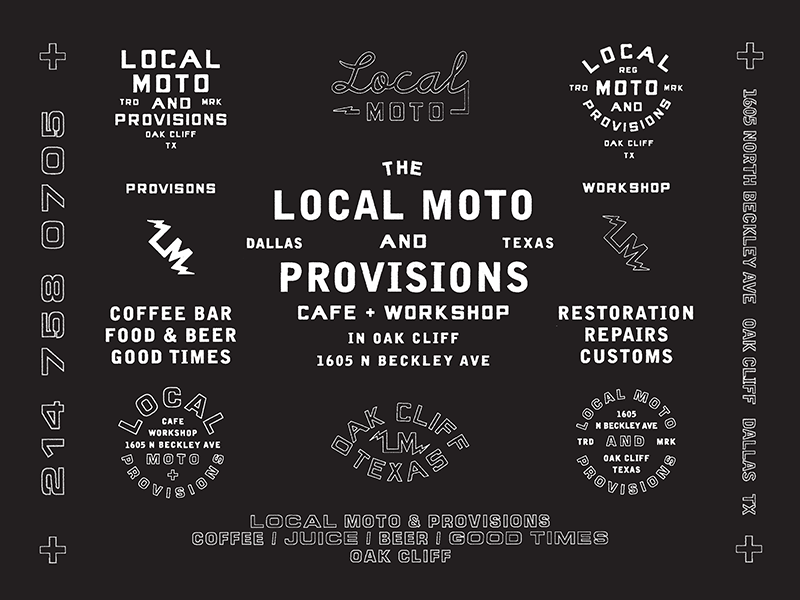 LOCAL
MOTO
TRD AND MRK
PROVISIONS
OAK CLIFF
TX
Local
MOTO
LOCAL
REG
TRD MOTO MRK
AND
PROVISIONS
OAK CLIFF
TX
214 758 0705
1605 NORTH BECKLEY AVE OAK CLIFF DALLAS TX
PROVISONS
LM
THE
LOCAL MOTO
DALLAS AND TEXAS
PROVISIONS
CAFE + WORKSHOP
IN OAK CLIFF
1605 N BECKLEY AVE
WORKSHOP
LM
COFFEE BAR
FOOD & BEER
GOOD TIMES
RESTORATION
REPAIRS
CUSTOMS
LOCAL
CAFE
WORKSHOP
1605 N BECKLEY AVE
MOTO
+
PROVISIONS
OAK CLIFF
LM
TEXAS
LOCAL MOTO
1605
N BECKLEY AVE
TRD AND MRK
OAK CLIFF
TEXAS
PROVISIONS
LOCAL MOTO & PROVISIONS
COFFEE / JUICE / BEER / GOOD TIMES
OAK CLIFF